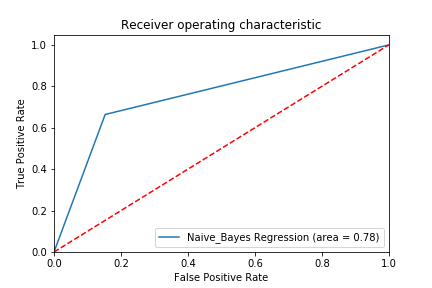 Receiver operating characteristic
1.0
0.8
0.6
0.4
0.2
0.0
True Positive Rate
Naive_Bayes Regression (area = 0.78)
0.0 0.2 0.4 0.6 0.8 1.0
False Positive Rate